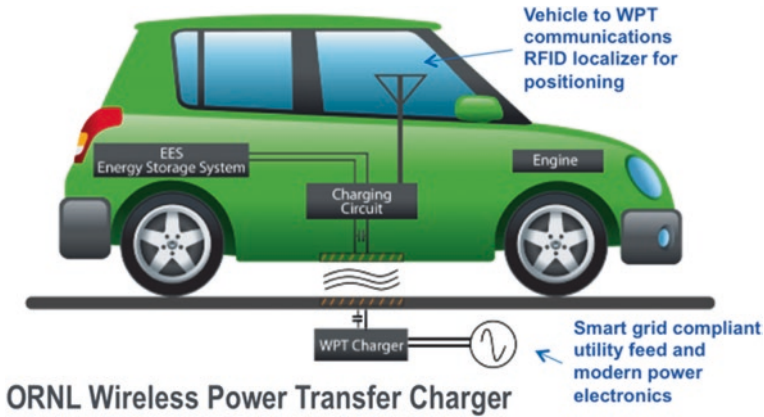 Vehicle to WPT
communications
RFID localizer for
positioning
EES
Energy Storage System
Engine
Charging
Circuit
WPT Charger
Smart grid compliant
utility feed and
modern power
electronics
ORNL Wireless Power Transfer Charger